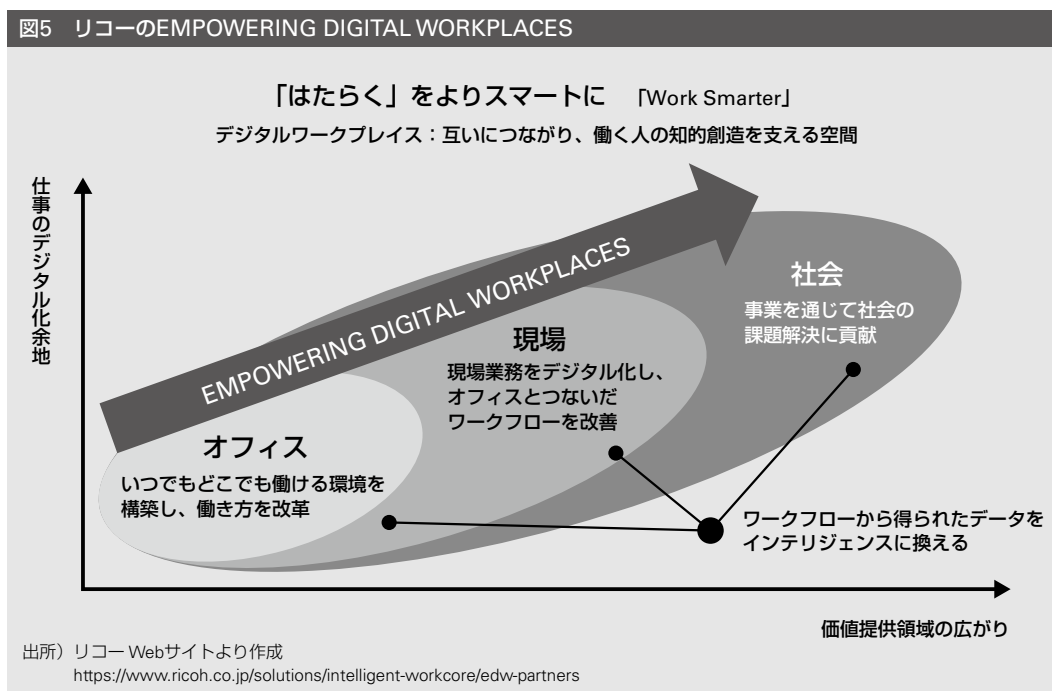 図5　リコーのEMPOWERING DIGITAL WORKPLACES
「はたらく」をよりスマートに　「Work Smarter」
デジタルワークプレイス：互いにつながり、働く人の知的創造を支える空間
仕事のデジタル化余地
EMPOWERING DIGITAL WORKPLACES
社会
事業を通じて社会の
課題解決に貢献
現場
現場業務をデジタル化し、
オフィスとつないだ
ワークフローを改善
オフィス
いつでもどこでも働ける環境を
構築し、働き方を改革
ワークフローから得られたデータを
インテリジェンスに換える
価値提供領域の広がり
出所）リコー Webサイトより作成
https://www.ricoh.co.jp/solutions/intelligent-workcore/edw-partners